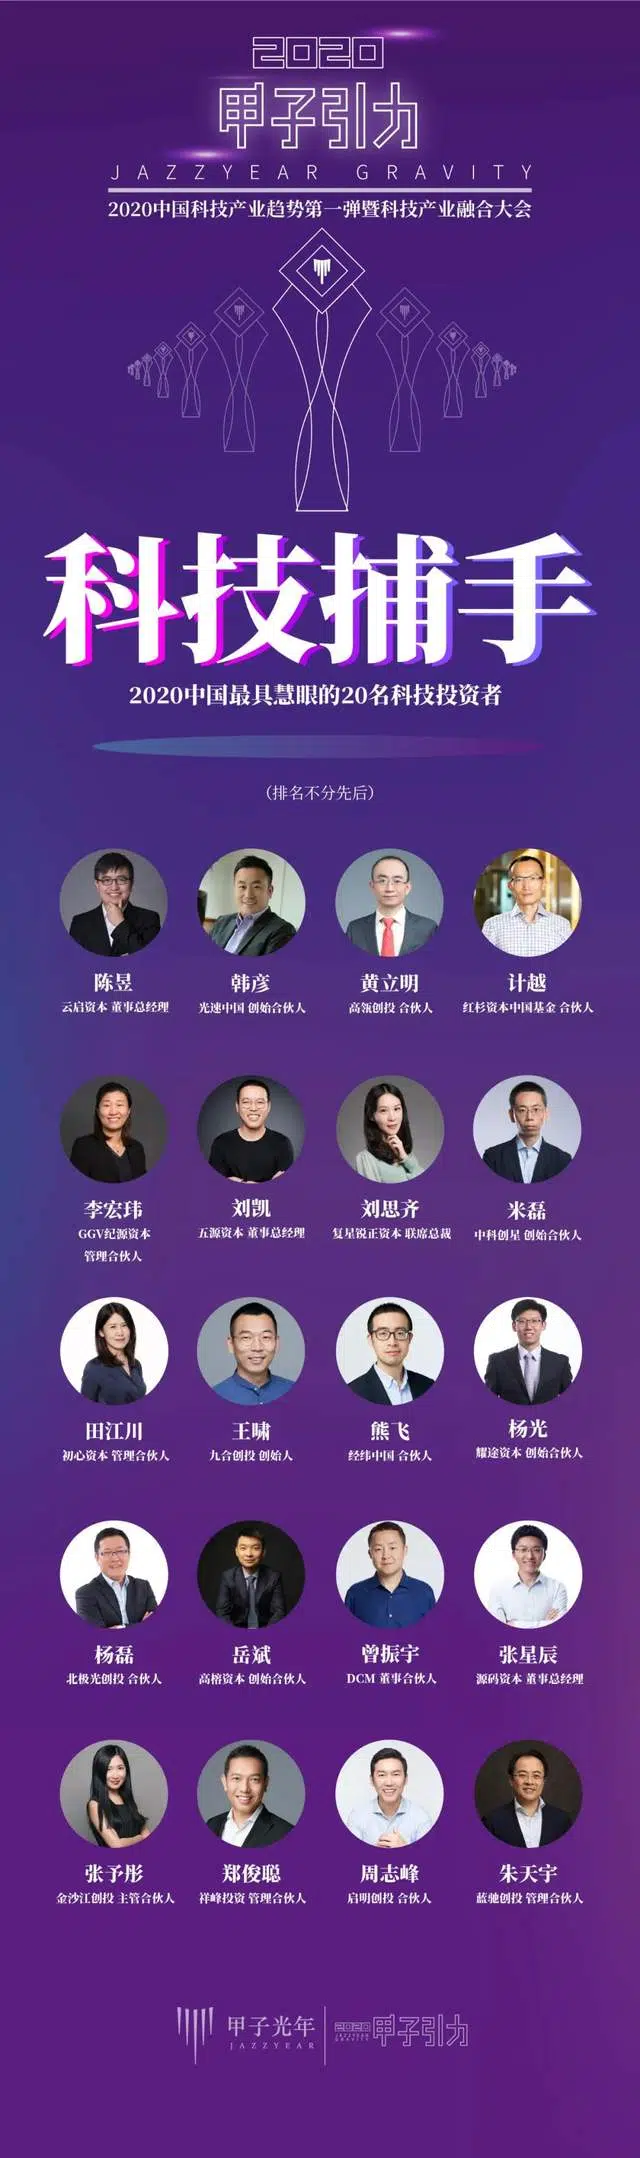 2020
甲子引力
JAZZYEAR GRAVITY
2020中国科技产业趋势第一弹暨科技产业融合大会
科技捕手
2020中国最具慧眼的20名科技投资者
（排名不分先后）
陈昱 韩彦 黄立明 计越
云启资本 董事总经理 光速中国 创始合伙人 高瓴创投 合伙人 红杉资本中国基金 合伙人
李宏玮 刘凯 刘思齐 米磊
GGV纪源资本 五源资本 董事总经理 复星锐正资本 联席总裁 中科创星 创始合伙人
管理合伙人
田江川 王啸 熊飞 杨光
初心资本 管理合伙人 九合创投 创始人 经纬中国 合伙人 耀途资本 创始合伙人
杨磊 岳斌 曾振宇 张星辰
北极光创投 合伙人 高榕资本 创始合伙人 DCM 董事合伙人 源码资本 董事总经理
张予彤 郑俊聪 周志峰 朱天宇
金沙江创投 主管合伙人 祥峰投资 管理合伙人 启明创投 合伙人 蓝驰创投 管理合伙人
甲子光年
JAZZYEAR
2020
JAZZYEAR
GRAVITY
甲子引力